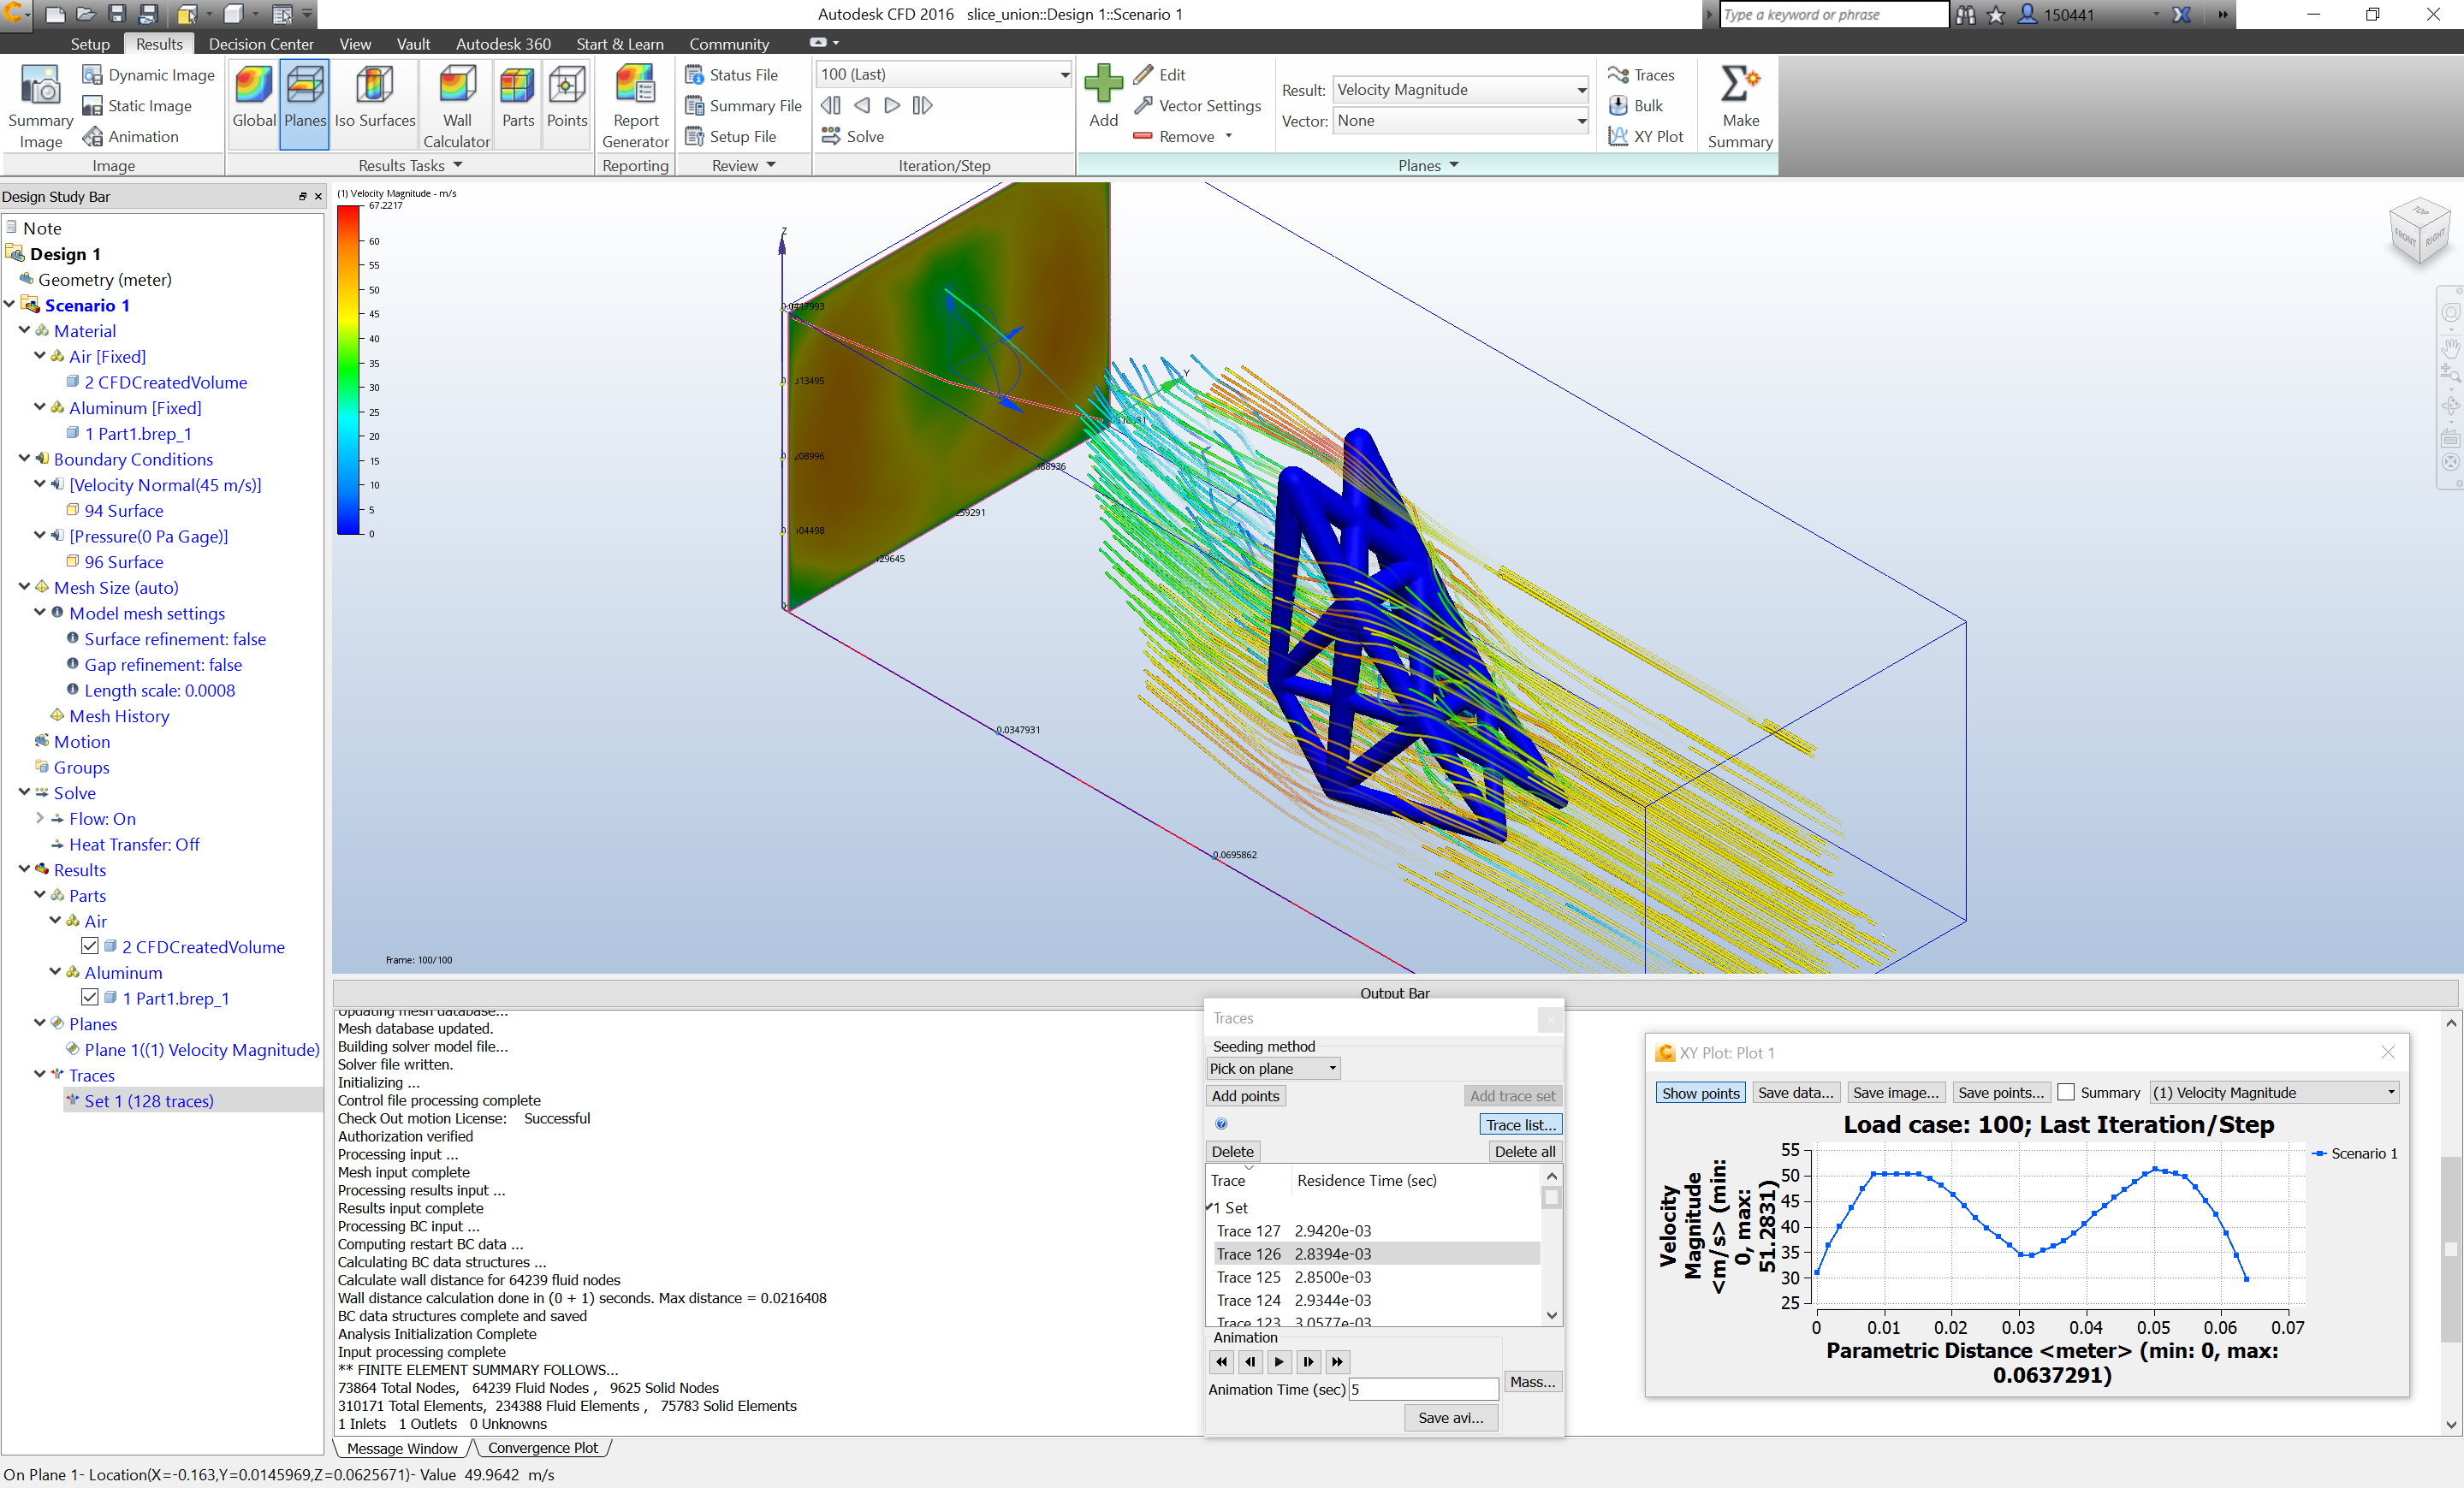 Autodesk CFD 2016 slice_union::Design 1::Scenario 1
Type a keyword or phrase
150441
Setup Results Decision Center View Vault Autodesk 360 Start & Learn Community
Summary Image
Dynamic Image
Static Image
Animation
Image
Global Planes Iso Surfaces Wall Calculator Parts Points
Results Tasks
Report Generator
Reporting
Status File
Summary File
Setup File
Review
100 (Last)
Solve
Iteration/Step
Add
Edit
Vector Settings
Remove
Result: Velocity Magnitude
Vector: None
Traces
Bulk
XY Plot
Make Summary
Planes
Design Study Bar
Note
Design 1
Geometry (meter)
Scenario 1
Material
Air [Fixed]
2 CFDCreatedVolume
Aluminum [Fixed]
1 Part1.brep_1
Boundary Conditions
[Velocity Normal(45 m/s)]
94 Surface
[Pressure(0 Pa Gage)]
96 Surface
Mesh Size (auto)
Model mesh settings
Surface refinement: false
Gap refinement: false
Length scale: 0.0008
Mesh History
Motion
Groups
Solve
Flow: On
Heat Transfer: Off
Results
Parts
Air
2 CFDCreatedVolume
Aluminum
1 Part1.brep_1
Planes
Plane 1((1) Velocity Magnitude)
Traces
Set 1 (128 traces)
(1) Velocity Magnitude - m/s
67.2217
60
55
50
45
40
35
30
25
20
15
10
5
0
Z
Y
0.0347931
0.0695862
TOP
FRONT
RIGHT
Frame: 100/100
Output Bar
Updating mesh database...
Mesh database updated.
Building solver model file...
Solver file written.
Initializing ...
Control file processing complete
Check Out motion License: Successful
Authorization verified
Processing input ...
Mesh input complete
Processing results input ...
Results input complete
Processing BC input ...
Computing restart BC data ...
Calculating BC data structures ...
Calculate wall distance for 64239 fluid nodes
Wall distance calculation done in (0 + 1) seconds. Max distance = 0.0216408
BC data structures complete and saved
Analysis Initialization Complete
Input processing complete
** FINITE ELEMENT SUMMARY FOLLOWS...
73864 Total Nodes, 64239 Fluid Nodes , 9625 Solid Nodes
310171 Total Elements, 234388 Fluid Elements , 75783 Solid Elements
1 Inlets 1 Outlets 0 Unknowns
Message Window Convergence Plot
Traces
Seeding method
Pick on plane
Add points Add trace set
Trace list...
Delete Delete all
Trace Residence Time (sec)
1 Set
Trace 127 2.9420e-03
Trace 126 2.8394e-03
Trace 125 2.8500e-03
Trace 124 2.9344e-03
Trace 123 3.0577e-03
Animation
Mass...
Animation Time (sec) 5
Save avi...
XY Plot: Plot 1
Show points Save data... Save image... Save points... Summary (1) Velocity Magnitude
Load case: 100; Last Iteration/Step
Scenario 1
Velocity Magnitude <m/s> (min: 0, max: 51.2831)
55
50
45
40
35
30
25
0 0.01 0.02 0.03 0.04 0.05 0.06 0.07
Parametric Distance <meter> (min: 0, max: 0.0637291)
On Plane 1- Location(X=-0.163,Y=0.0145969,Z=0.0625671)- Value 49.9642 m/s